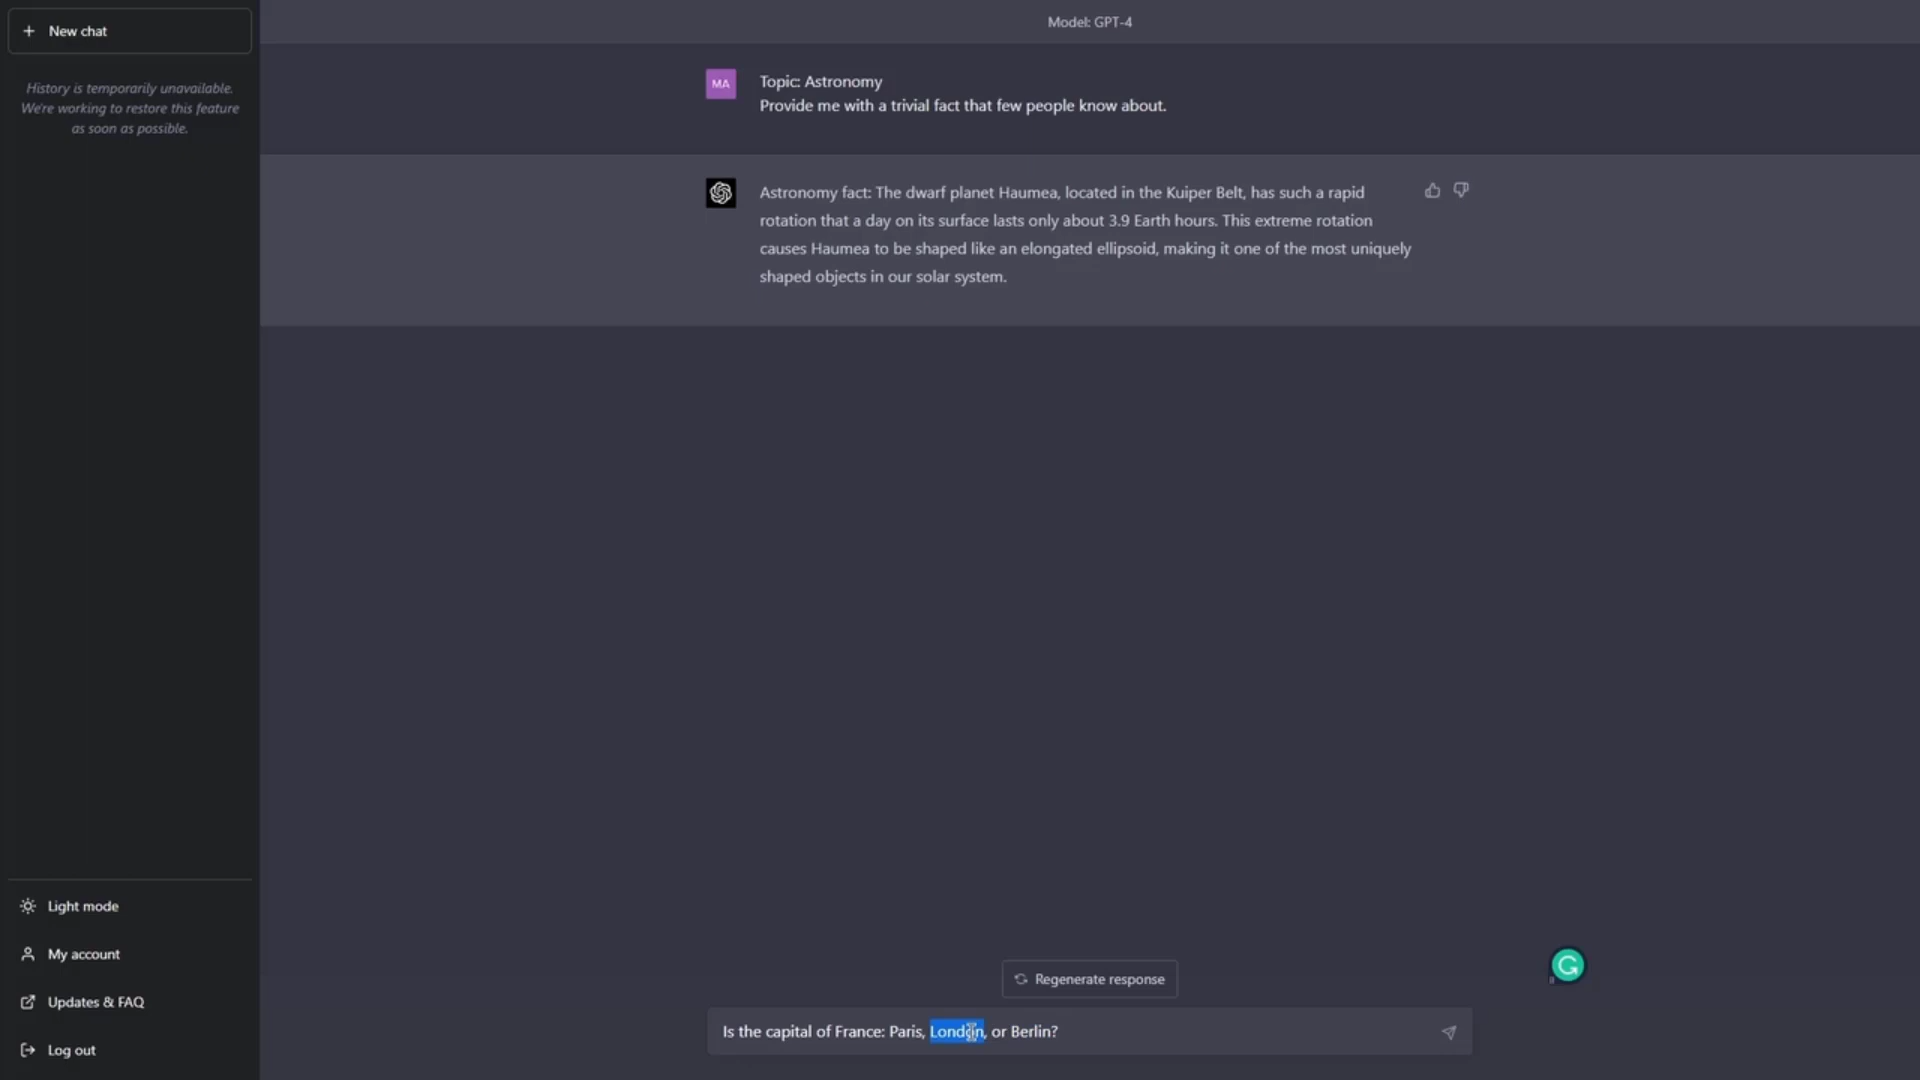 New chat
History is temporarily unavailable.
We're working to restore this feature
as soon as possible.
Light mode
My account
Updates & FAQ
Log out
Model: GPT-4
MA
Topic: Astronomy
Provide me with a trivial fact that few people know about.
Astronomy fact: The dwarf planet Haumea, located in the Kuiper Belt, has such a rapid
rotation that a day on its surface lasts only about 3.9 Earth hours. This extreme rotation
causes Haumea to be shaped like an elongated ellipsoid, making it one of the most uniquely
shaped objects in our solar system.
Regenerate response
Is the capital of France: Paris, London, or Berlin?